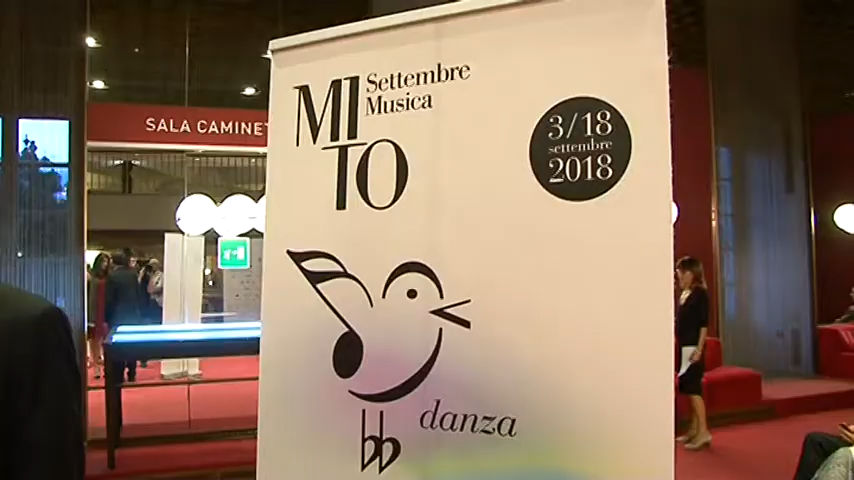 SALA CAMINET
MI
TO
Settembre
Musica
3/18
settembre
2018
danza